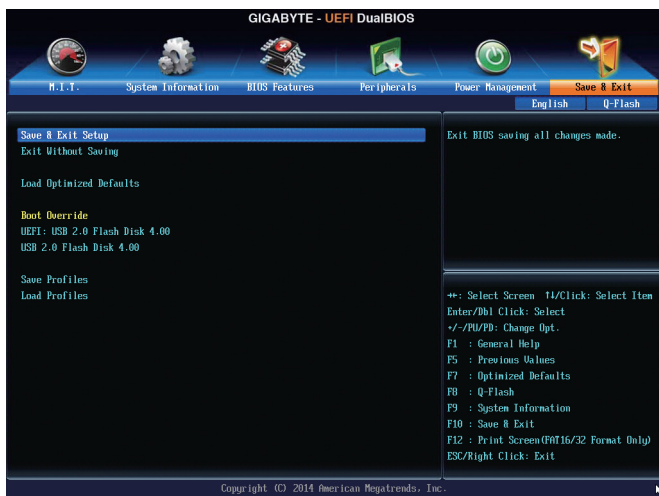 GIGABYTE - UEFI DualBIOS
M.I.T.
System Information
BIOS Features
Peripherals
Power Management
Save & Exit
English
Q-Flash
Save & Exit Setup
Exit Without Saving
Load Optimized Defaults
Boot Override
UEFI: USB 2.0 Flash Disk 4.00
USB 2.0 Flash Disk 4.00
Save Profiles
Load Profiles
Exit BIOS saving all changes made.
→←: Select Screen ↑↓/Click: Select Item
Enter/Dbl Click: Select
+/-/PU/PD: Change Opt.
F1 : General Help
F5 : Previous Values
F7 : Optimized Defaults
F8 : Q-Flash
F9 : System Information
F10 : Save & Exit
F12 : Print Screen(FAT16/32 Format Only)
ESC/Right Click: Exit
Copyright (C) 2014 American Megatrends, Inc.